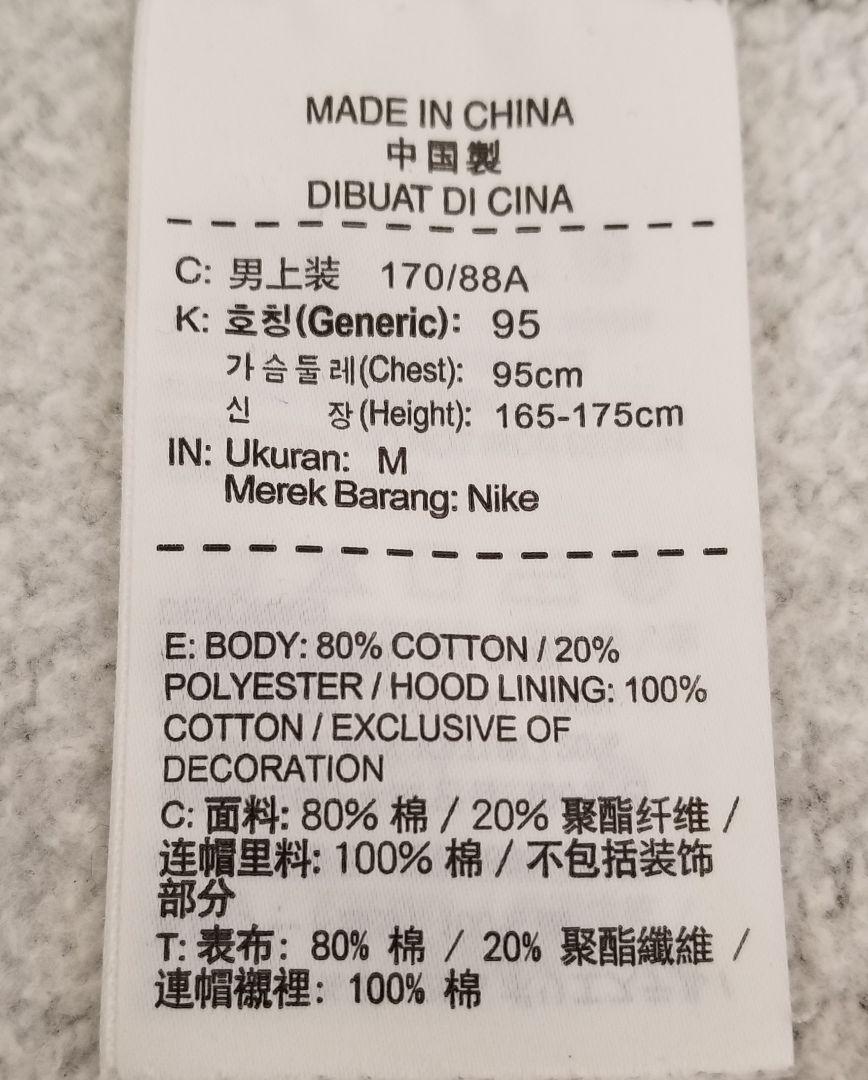 MADE IN CHINA
中国製
DIBUAT DI CINA
C: 男上装 170/88A
K: 호칭(Generic): 95
가슴둘레(Chest): 95cm
신 장(Height): 165-175cm
IN: Ukuran: M
Merek Barang: Nike
E: BODY: 80% COTTON / 20%
POLYESTER / HOOD LINING: 100%
COTTON / EXCLUSIVE OF
DECORATION
C: 面料: 80% 棉 / 20% 聚酯纤维 /
连帽里料: 100% 棉 / 不包括装饰
部分
T: 表布: 80% 棉 / 20% 聚酯纖維 /
連帽襯裡: 100% 棉